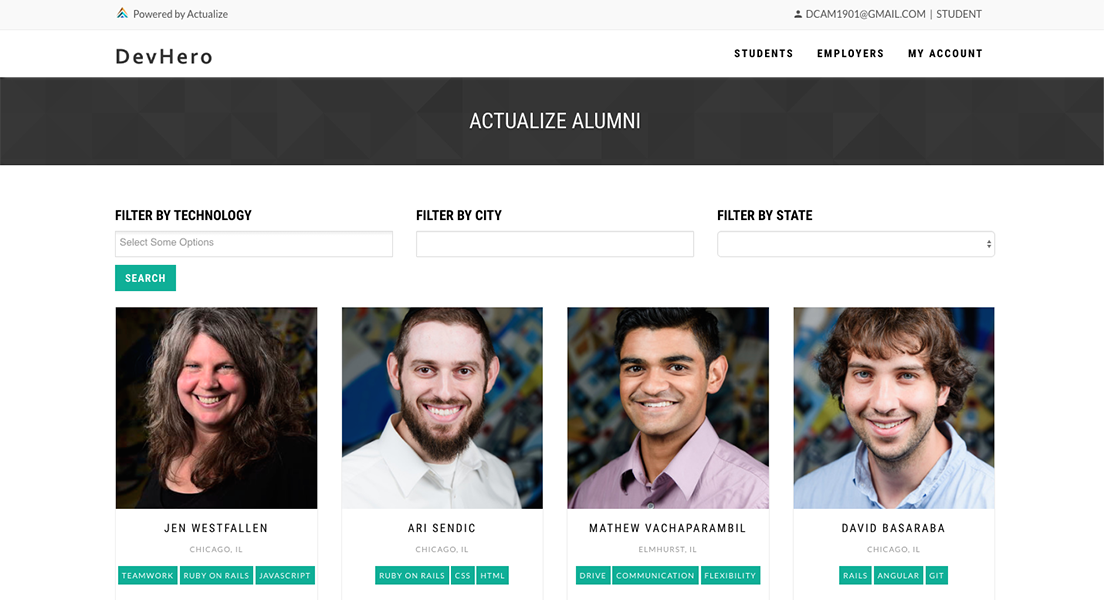 Powered by Actualize
DCAM1901@GMAIL.COM | STUDENT
DevHero
STUDENTS EMPLOYERS MY ACCOUNT
ACTUALIZE ALUMNI
FILTER BY TECHNOLOGY FILTER BY CITY FILTER BY STATE
Select Some Options
SEARCH
JEN WESTFALLEN
CHICAGO, IL
TEAMWORK RUBY ON RAILS JAVASCRIPT
ARI SENDIC
CHICAGO, IL
RUBY ON RAILS CSS HTML
MATHEW VACHAPARAMBIL
ELMHURST, IL
DRIVE COMMUNICATION FLEXIBILITY
DAVID BASARABA
CHICAGO, IL
RAILS ANGULAR GIT